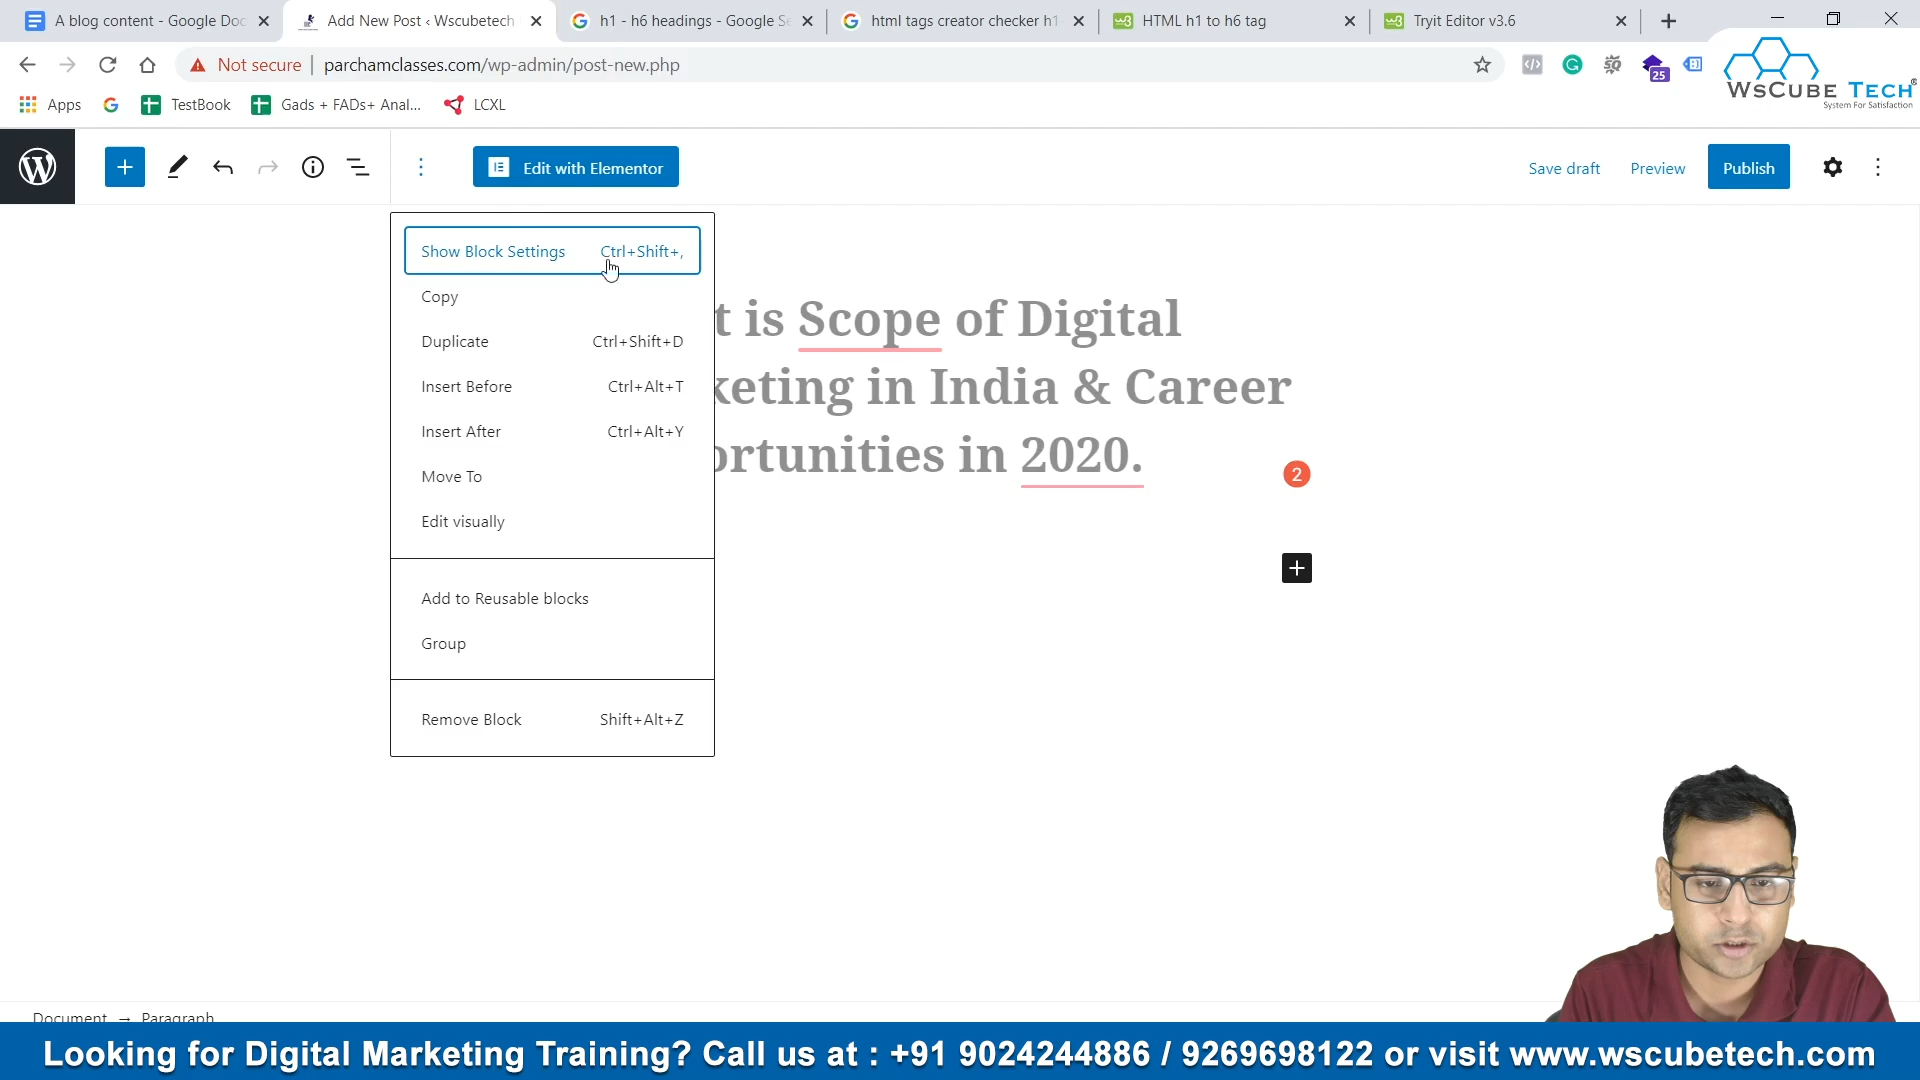 A blog content - Google Doc
Add New Post ‹ Wscubetech
h1 - h6 headings - Google Se
html tags creator checker h1
HTML h1 to h6 tag
Tryit Editor v3.6
Not secure
parchamclasses.com/wp-admin/post-new.php
25
WsCube Tech
System For Satisfaction
Apps
TestBook
Gads + FADs+ Anal...
LCXL
Edit with Elementor
Save draft
Preview
Publish
Show Block Settings Ctrl+Shift+,
Copy
Duplicate Ctrl+Shift+D
Insert Before Ctrl+Alt+T
Insert After Ctrl+Alt+Y
Move To
Edit visually
Add to Reusable blocks
Group
Remove Block Shift+Alt+Z
t is Scope of Digital
keting in India & Career
ortunities in 2020.
2
Document → Paragraph
Looking for Digital Marketing Training? Call us at : +91 9024244886 / 9269698122 or visit www.wscubetech.com